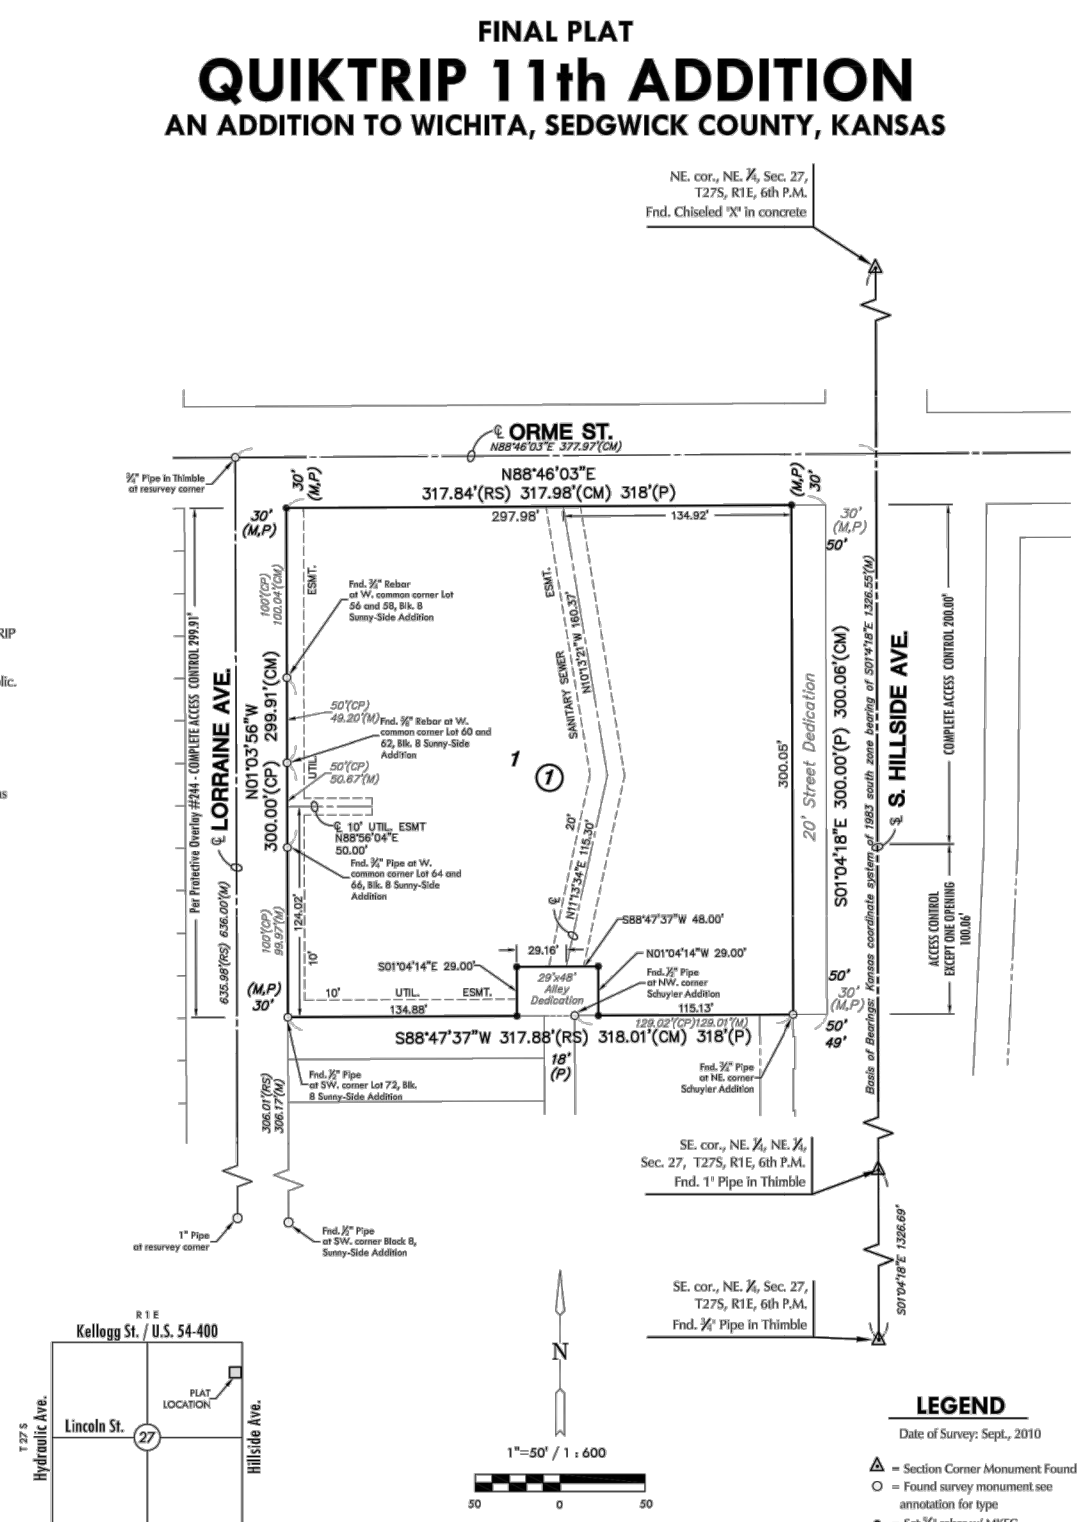 FINAL PLAT
QUIKTRIP 11th ADDITION
AN ADDITION TO WICHITA, SEDGWICK COUNTY, KANSAS
NE. cor., NE. ¼, Sec. 27,
T27S, R1E, 6th P.M.
Fnd. Chiseled "X" in concrete
℄ ORME ST.
N88°46'03"E 377.97'(CM)
¾" Pipe in Thimble
at resurvey corner
30'
(M,P)
N88°46'03"E
317.84'(RS) 317.98'(CM) 318'(P)
(M,P)
30'
30'
(M,P)
297.98'
134.92'
30'
(M,P)
50'
100'(CP)
100.04'(CM)
ESMT.
Fnd. ¾" Rebar
at W. common corner Lot
56 and 58, Blk. 8
Sunny-Side Addition
ESMT.
SANITARY SEWER
N10°13'21"W 160.37'
RIP
lic.
ns
Per Protective Overlay #244 - COMPLETE ACCESS CONTROL 299.91'
℄ LORRAINE AVE.
N01°03'56"W
300.00'(CP) 299.91'(CM)
50'(CP)
49.20'(M)
Fnd. ⅝" Rebar at W.
common corner Lot 60 and
62, Blk. 8 Sunny-Side
Addition
UTIL.
50'(CP)
50.67'(M)
1
1
300.05'
20' Street Dedication
S01°04'18"E 300.00'(P) 300.06'(CM)
Basis of Bearings: Kansas coordinate system of 1983 south zone bearing of S01°4'18"E 1326.55'(M)
℄ S. HILLSIDE AVE.
COMPLETE ACCESS CONTROL 200.00'
℄ 10' UTIL. ESMT
N88°56'04"E
50.00'
20'
N11°13'34"E 115.30'
Fnd. ¾" Pipe at W.
common corner Lot 64 and
66, Blk. 8 Sunny-Side
Addition
℄
124.02'
100'(CP)
99.97'(M)
10'
635.98'(RS) 636.00'(M)
ACCESS CONTROL
EXCEPT ONE OPENING
100.06'
S88°47'37"W 48.00'
29.16'
N01°04'14"W 29.00'
S01°04'14"E 29.00'
29'x48'
Alley
Dedication
Fnd. ½" Pipe
at NW. corner
Schuyler Addition
50'
30'
(M,P)
(M,P)
30'
10'
UTIL.
ESMT.
134.88'
115.13'
129.02'(CP)129.01'(M)
50'
49'
S88°47'37"W 317.88'(RS) 318.01'(CM) 318'(P)
18'
(P)
Fnd. ½" Pipe
at SW. corner Lot 72, Blk.
8 Sunny-Side Addition
Fnd. ¾" Pipe
at NE. corner
Schuyler Addition
306.01'(RS)
306.17'(M)
SE. cor., NE. ¼, NE. ¼,
Sec. 27, T27S, R1E, 6th P.M.
Fnd. 1" Pipe in Thimble
1" Pipe
at resurvey corner
Fnd. ½" Pipe
at SW. corner Block 8,
Sunny-Side Addition
S01°04'18"E 1326.69'
SE. cor., NE. ¼, Sec. 27,
T27S, R1E, 6th P.M.
Fnd. ¾" Pipe in Thimble
R 1 E
Kellogg St. / U.S. 54-400
PLAT
LOCATION
Lincoln St.
27
T 27 S
Hydraulic Ave.
Hillside Ave.
N
1"=50' / 1 : 600
50
0
50
LEGEND
Date of Survey: Sept., 2010
= Section Corner Monument Found
= Found survey monument see
annotation for type